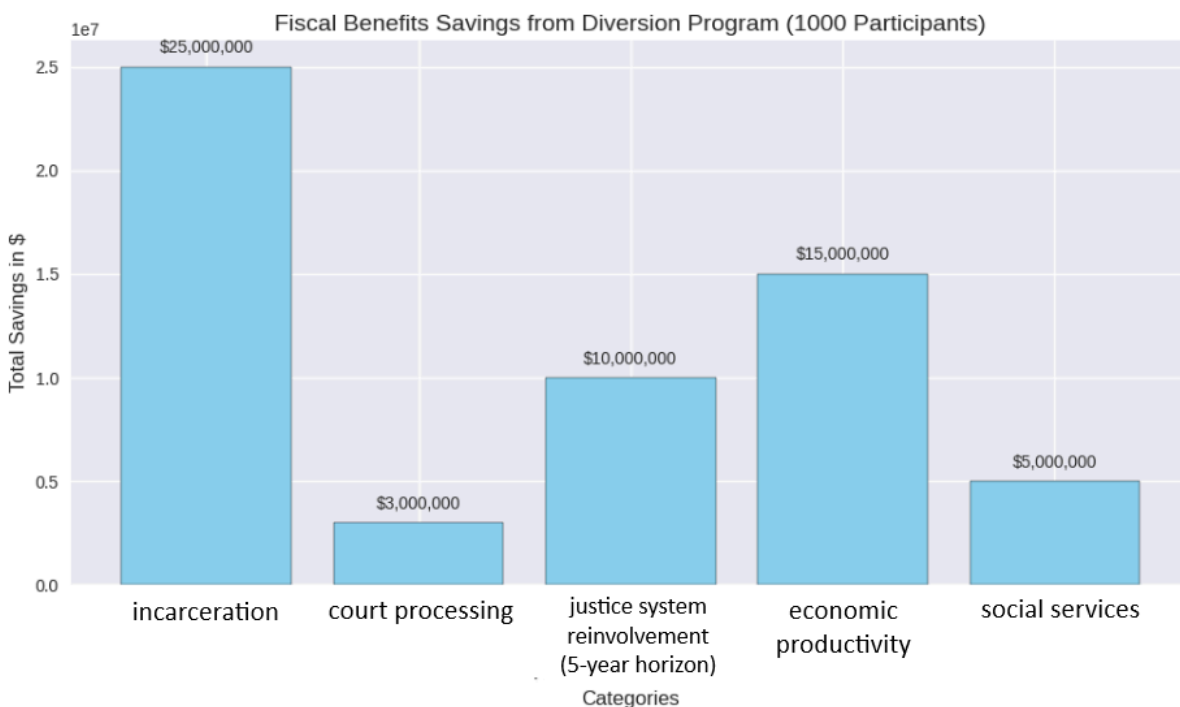 Fiscal Benefits Savings from Diversion Program (1000 Participants)
1e7
$25,000,000
2.5
2.0
Total Savings in $
$15,000,000
1.5
$10,000,000
1.0
$5,000,000
0.5
$3,000,000
0.0
incarceration
court processing
justice system
reinvolvement
(5-year horizon)
economic
productivity
social services
Categories